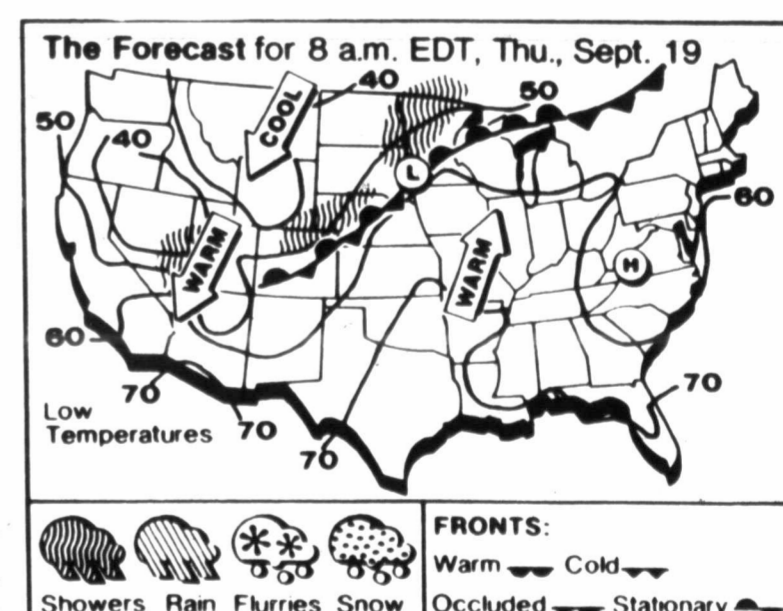 The Forecast for 8 a.m. EDT, Thu., Sept. 19
40
50
50
40
COOL
L
60
WARM
WARM
H
60
70
70
70
70
Low
Temperatures
FRONTS:
Warm Cold
Showers Rain Flurries Snow
Occluded Stationary